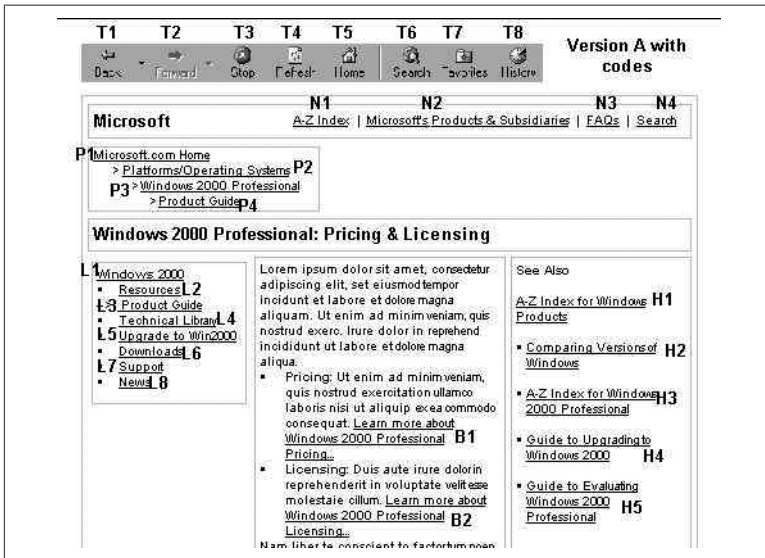 T1 T2 T3 T4 T5 T6 T7 T8
Version A with codes
Back Forward Stop Refresh Home Search Favorites History
N1 N2 N3 N4
Microsoft
A-Z Index | Microsoft's Products & Subsidiaries | FAQs | Search
P1 Microsoft.com Home
> Platforms/Operating Systems P2
P3 > Windows 2000 Professional
> Product Guide P4
Windows 2000 Professional: Pricing & Licensing
L1 Windows 2000
▪ Resources L2
L3 Product Guide
▪ Technical Library L4
L5 Upgrade to Win2000
▪ Downloads L6
L7 Support
▪ News L8
Lorem ipsum dolor sit amet, consectetur
adipiscing elit, set eiusmod tempor
incidunt et labore et dolore magna
aliquam. Ut enim ad minim veniam, quis
nostrud exerc. Irure dolor in reprehend
incididunt ut labore et dolore magna
aliqua.
▪ Pricing: Ut enim ad minim veniam,
quis nostrud exercitation ullamco
laboris nisi ut aliquip ex ea commodo
consequat. Learn more about
Windows 2000 Professional B1
Pricing...
▪ Licensing: Duis aute irure dolor in
reprehenderit in voluptate velit esse
molestaie cillum. Learn more about
Windows 2000 Professional B2
Licensing...
Nam liber te conscient to factor tum poen
See Also
A-Z Index for Windows H1
Products
▪ Comparing Versions of H2
Windows
▪ A-Z Index for Windows H3
2000 Professional
▪ Guide to Upgrading to
Windows 2000 H4
▪ Guide to Evaluating
Windows 2000 H5
Professional